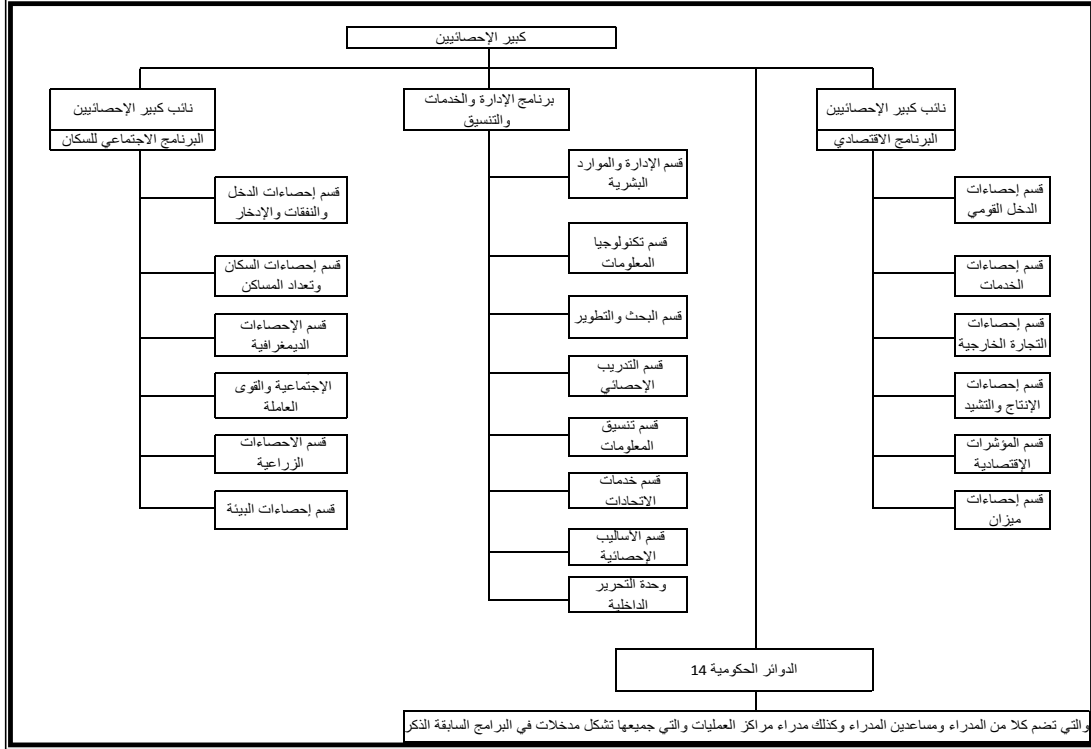 كبير الإحصائيين
نائب كبير الإحصائيين
البرنامج الاقتصادي
قسم إحصاءات
الدخل القومي
قسم إحصاءات
الخدمات
قسم إحصاءات
التجارة الخارجية
قسم إحصاءات
الإنتاج والتشيد
قسم المؤشرات
الإقتصادية
قسم إحصاءات
ميزان
برنامج الإدارة والخدمات
والتنسيق
قسم الإدارة والموارد
البشرية
قسم تكنولوجيا
المعلومات
قسم البحث والتطوير
قسم التدريب
الإحصائي
قسم تنسيق
المعلومات
قسم خدمات
الاتحادات
قسم الأساليب
الإحصائية
وحدة التحرير
الداخلية
نائب كبير الإحصائيين
البرنامج الاجتماعي للسكان
قسم إحصاءات الدخل
والنفقات والإدخار
قسم إحصاءات السكان
وتعداد المساكن
قسم الإحصاءات
الديمغرافية
الإجتماعية والقوى
العاملة
قسم الاحصاءات
الزراعية
قسم إحصاءات البيئة
الدوائر الحكومية 14
والتي تضم كلا من المدراء ومساعدين المدراء وكذلك مدراء مراكز العمليات والتي جميعها تشكل مدخلات في البرامج السابقة الذكر